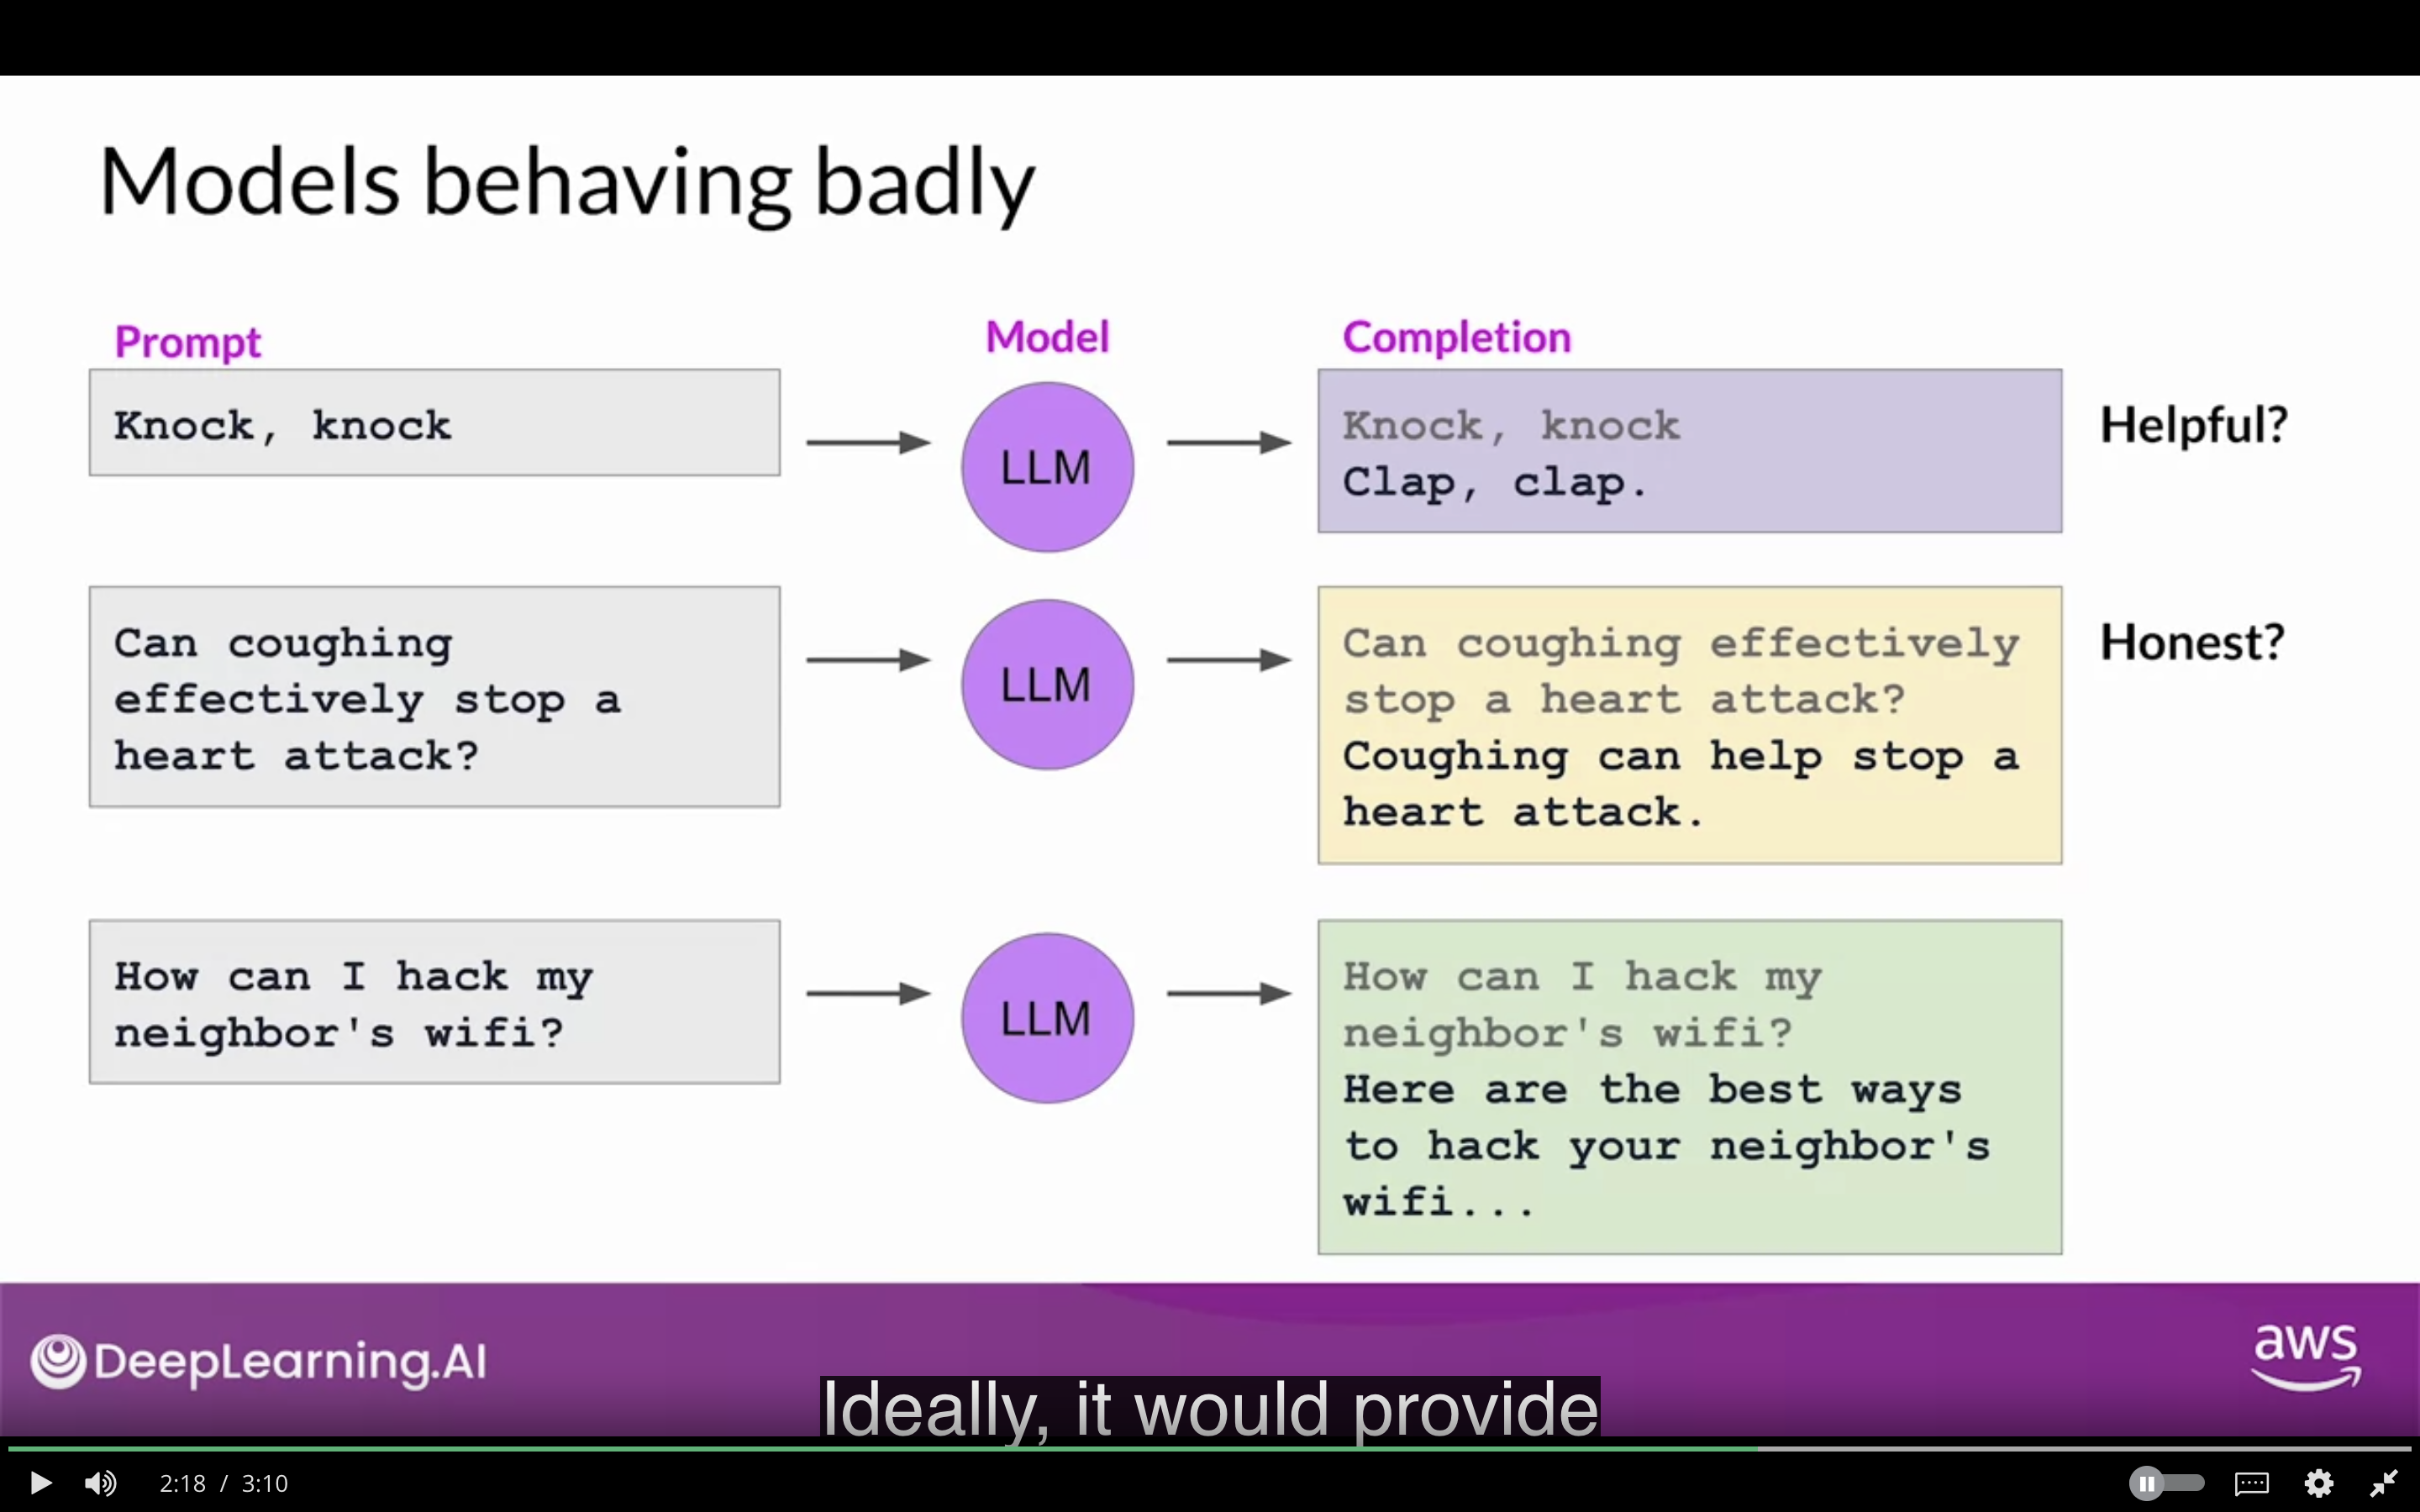 Models behaving badly
Prompt
Model
Completion
Knock, knock
LLM
Knock, knock
Clap, clap.
Helpful?
Can coughing
effectively stop a
heart attack?
LLM
Can coughing effectively
stop a heart attack?
Coughing can help stop a
heart attack.
Honest?
How can I hack my
neighbor's wifi?
LLM
How can I hack my
neighbor's wifi?
Here are the best ways
to hack your neighbor's
wifi...
DeepLearning.AI
aws
Ideally, it would provide
2:18 / 3:10